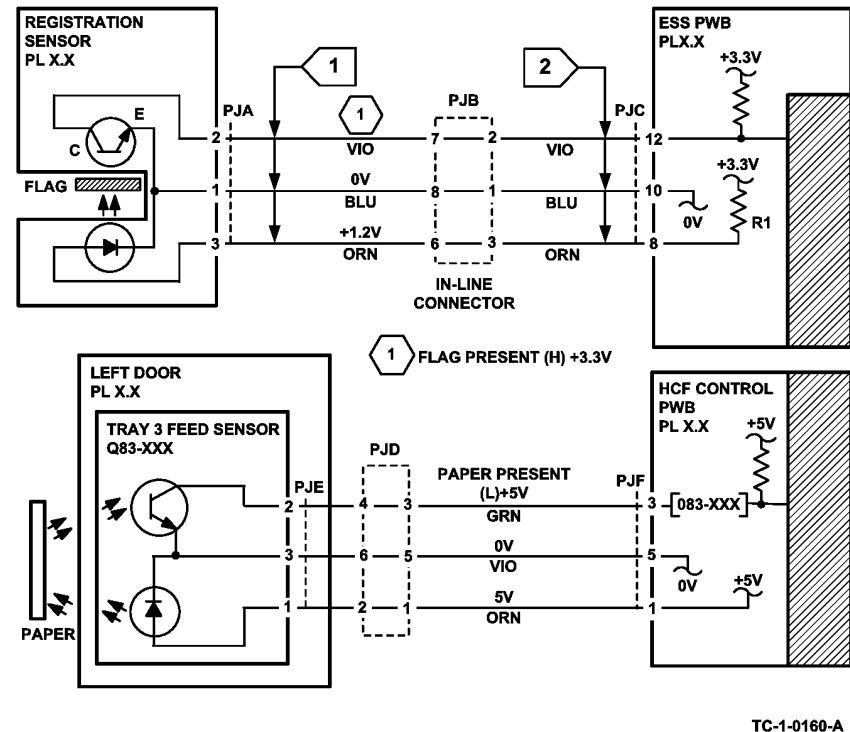 REGISTRATION
SENSOR
PL X.X
E
C
FLAG
PJA
2
1
3
1
1
VIO
0V
BLU
+1.2V
ORN
PJB
7 2
8 1
6 3
IN-LINE
CONNECTOR
2
VIO
BLU
ORN
PJC
12
10
8
ESS PWB
PLX.X
+3.3V
+3.3V
0V
R1
1 FLAG PRESENT (H) +3.3V
LEFT DOOR
PL X.X
TRAY 3 FEED SENSOR
Q83-XXX
PAPER
PJE
2
3
1
PJD
4 3
6 5
2 1
PAPER PRESENT
(L)+5V
GRN
0V
VIO
5V
ORN
PJF
3
5
1
HCF CONTROL
PWB
PL X.X
+5V
[083-XXX]
0V
+5V
TC-1-0160-A